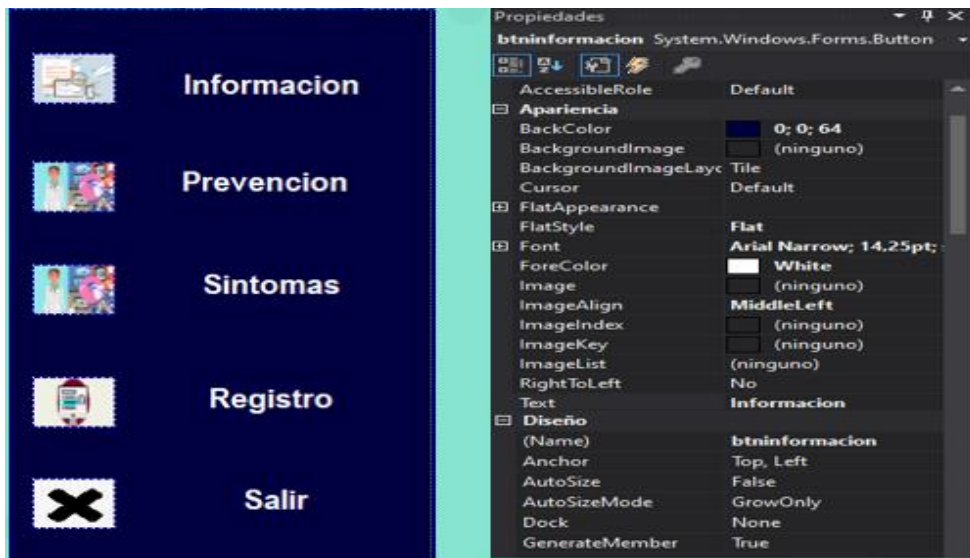 Informacion
Prevencion
Sintomas
Registro
Salir
Propiedades
btninformacion System.Windows.Forms.Button
AccessibleRole Default
Apariencia
BackColor 0; 0; 64
BackgroundImage (ninguno)
BackgroundImageLayc Tile
Cursor Default
FlatAppearance
FlatStyle Flat
Font Arial Narrow; 14,25pt;
ForeColor White
Image (ninguno)
ImageAlign MiddleLeft
ImageIndex (ninguno)
ImageKey (ninguno)
ImageList (ninguno)
RightToLeft No
Text Informacion
Diseño
(Name) btninformacion
Anchor Top, Left
AutoSize False
AutoSizeMode GrowOnly
Dock None
GenerateMember True